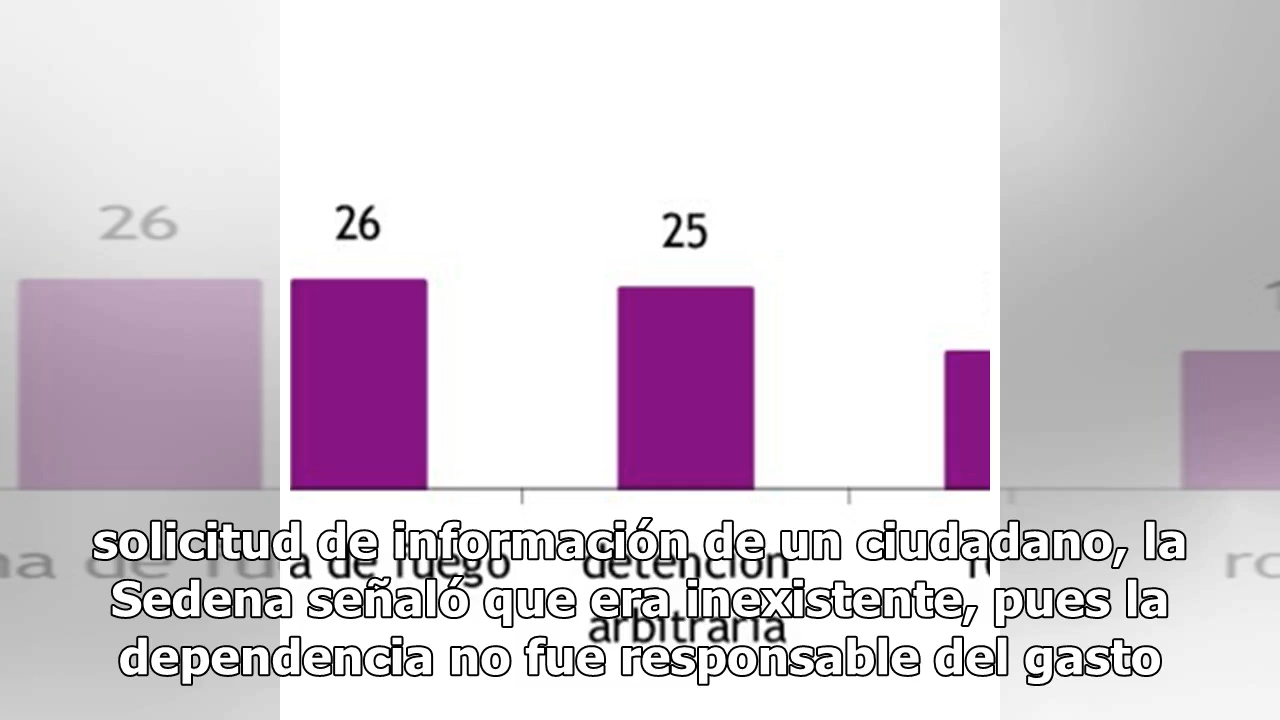 26
26
25
a de fuego
detención
arbitraria
solicitud de información de un ciudadano, la
Sedena señaló que era inexistente, pues la
dependencia no fue responsable del gasto